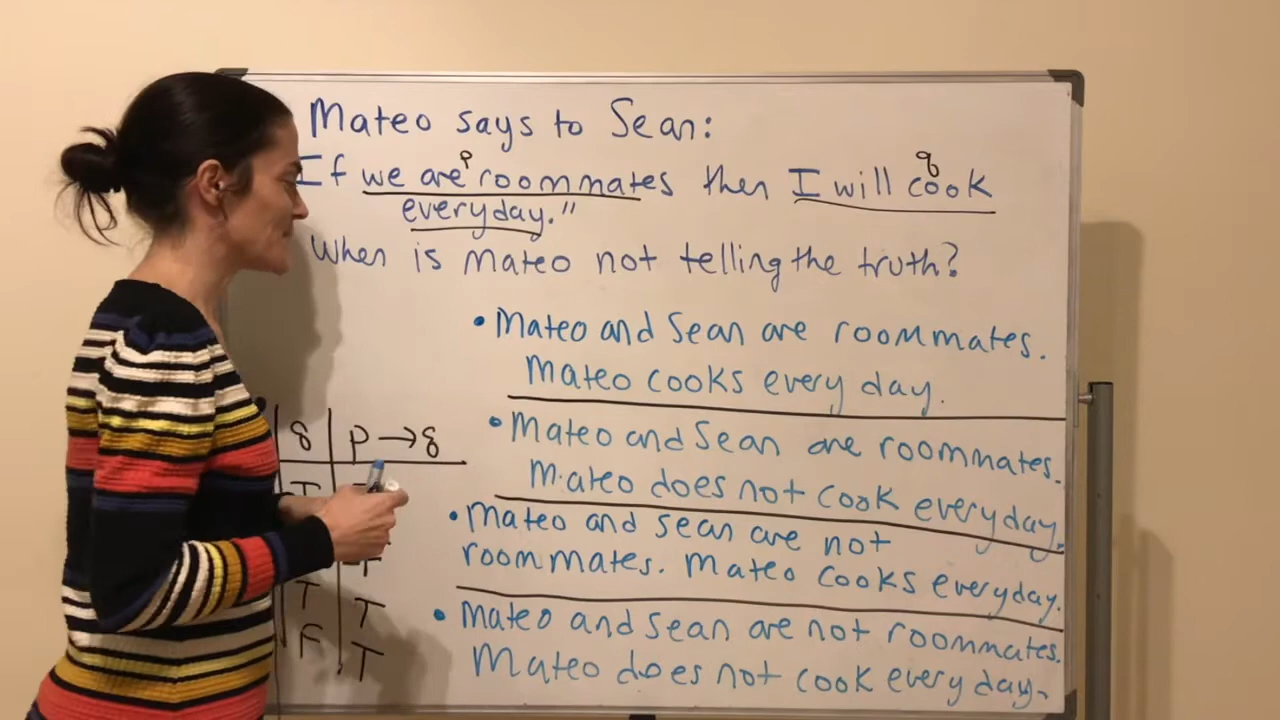 Mateo says to Sean:
p q
If we are roommates then I will cook
everyday."
When is Mateo not telling the truth?
• Mateo and Sean are roommates.
Mateo cooks every day.
• Mateo and Sean are roommates.
Mateo does not cook everyday.
• Mateo and Sean are not
roommates. Mateo cooks everyday.
• Mateo and Sean are not roommates.
Mateo does not cook every day.
q p → q
T
T T
F T